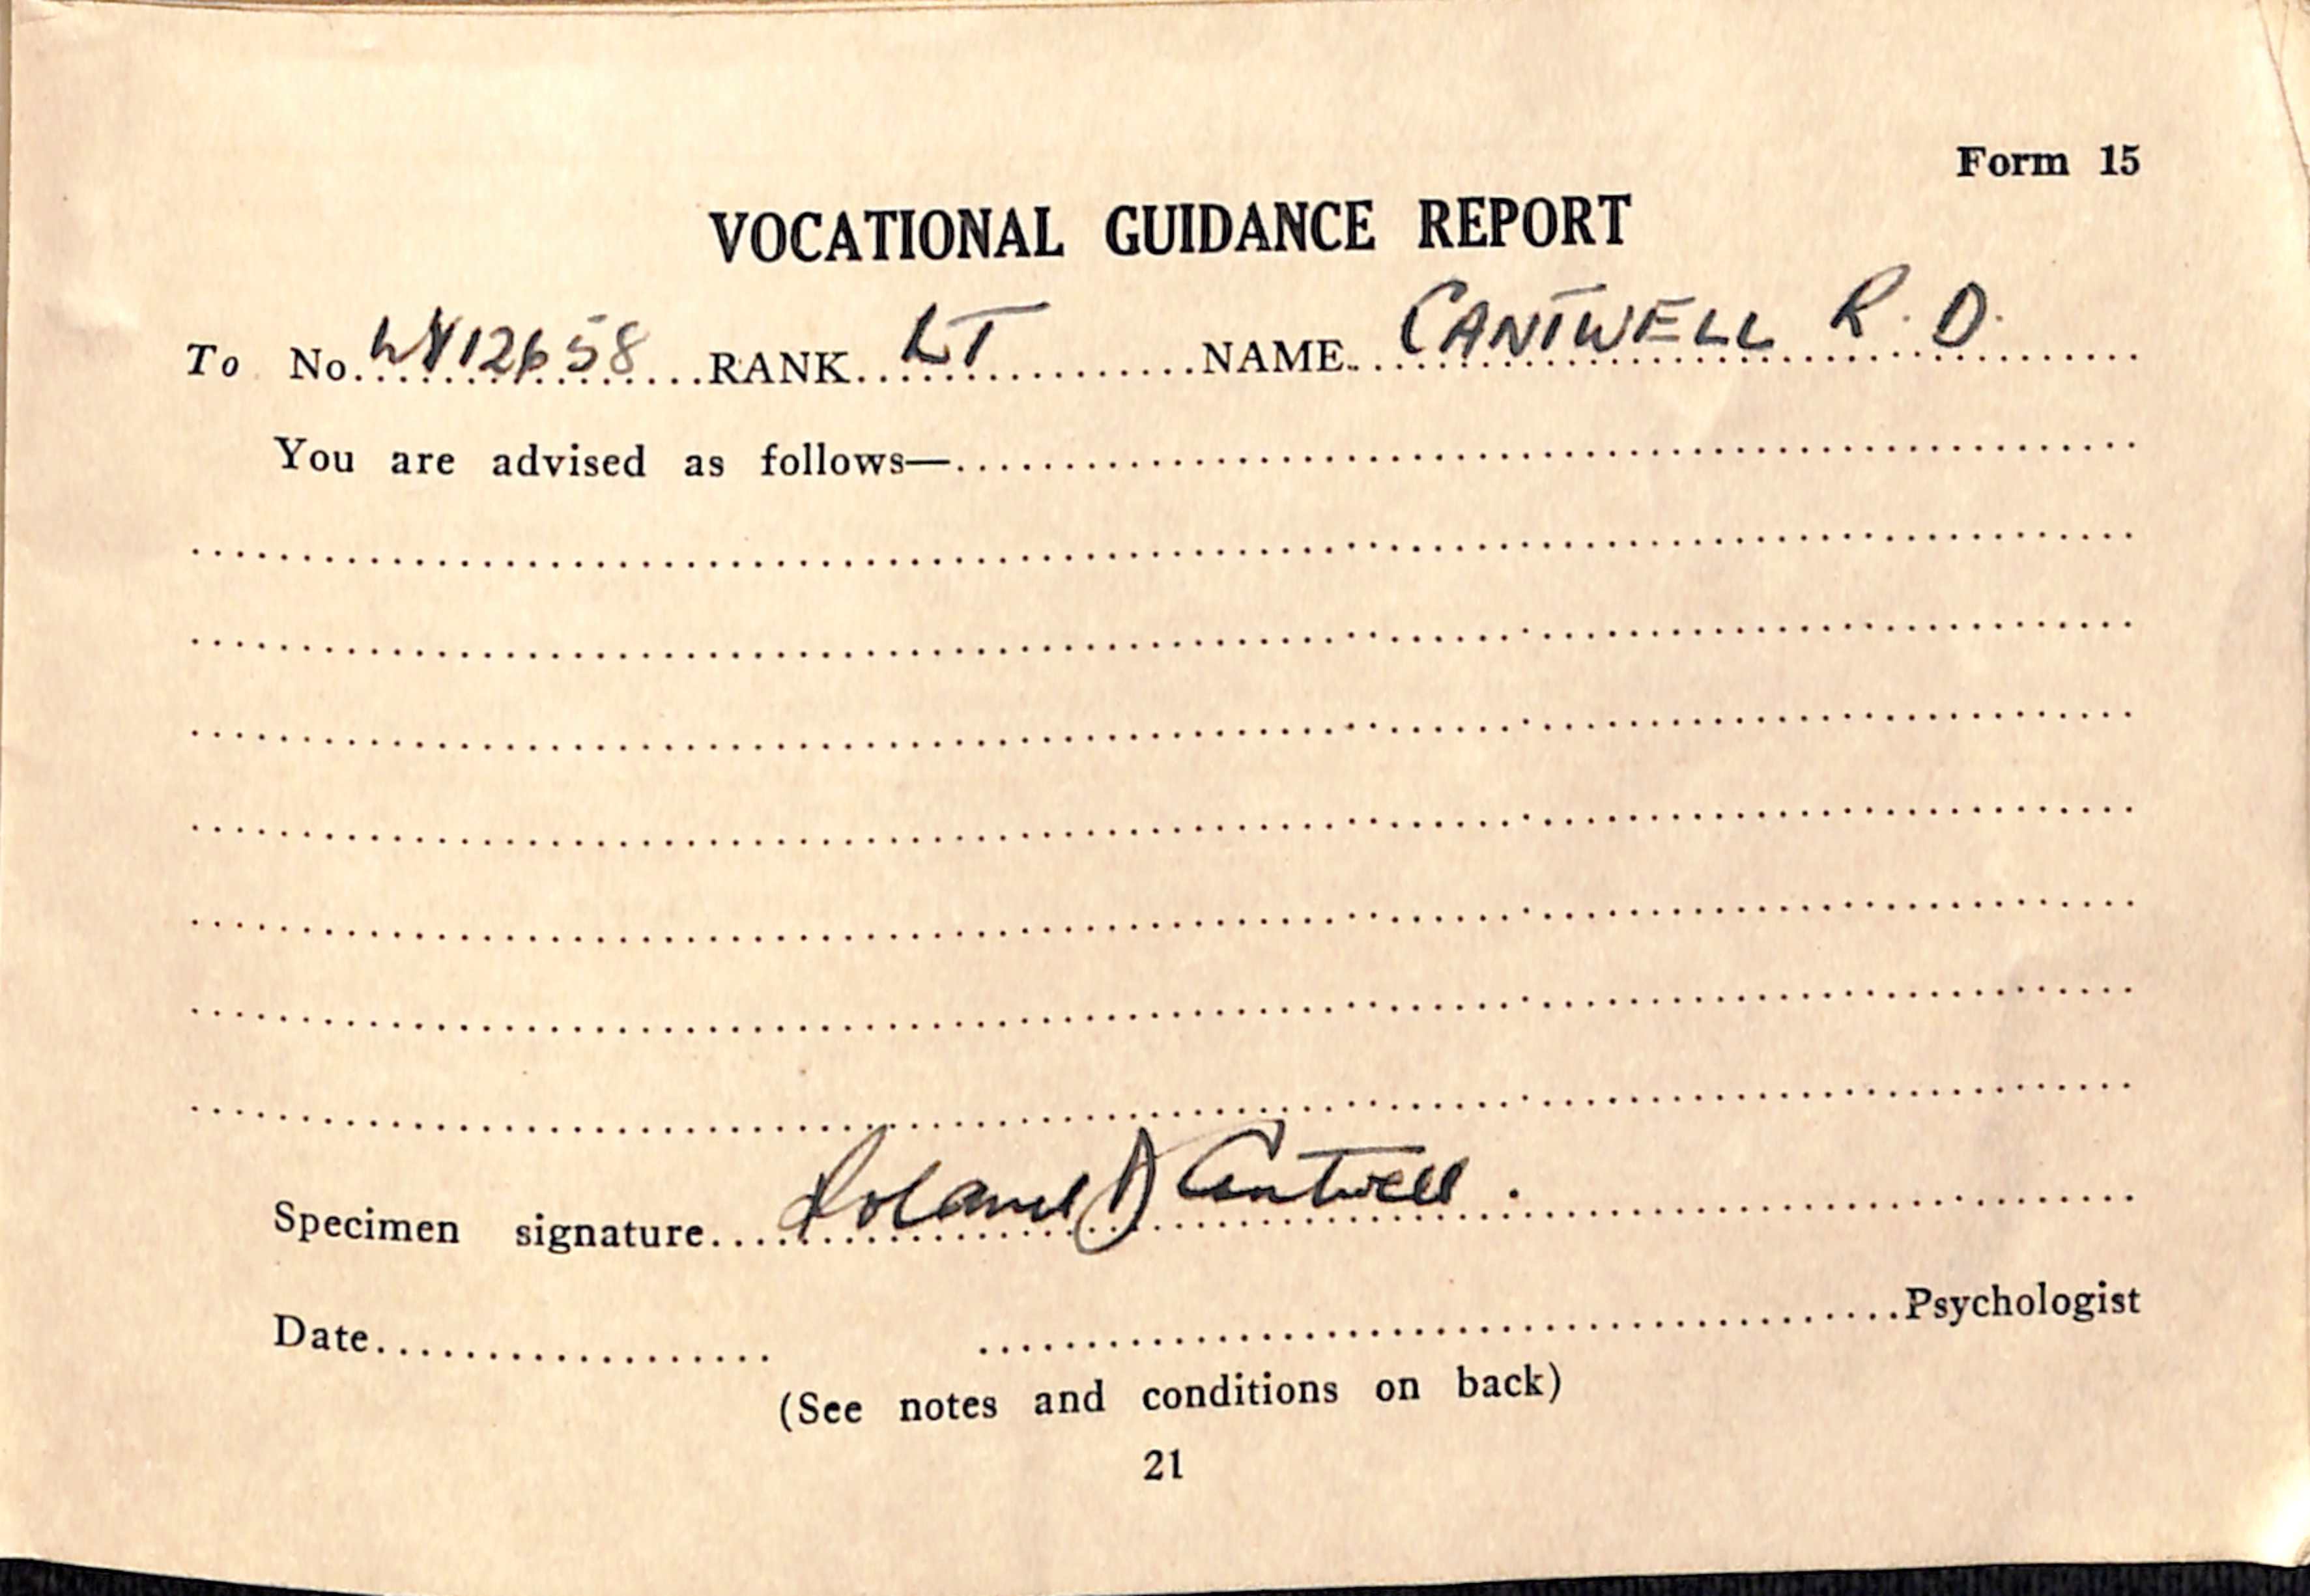 Form 15
VOCATIONAL GUIDANCE REPORT
To No. WX12658 RANK LT NAME CANTWELL R. D.
You are advised as follows—
Specimen signature Roland D Cantwell.
Date Psychologist
(See notes and conditions on back)
21